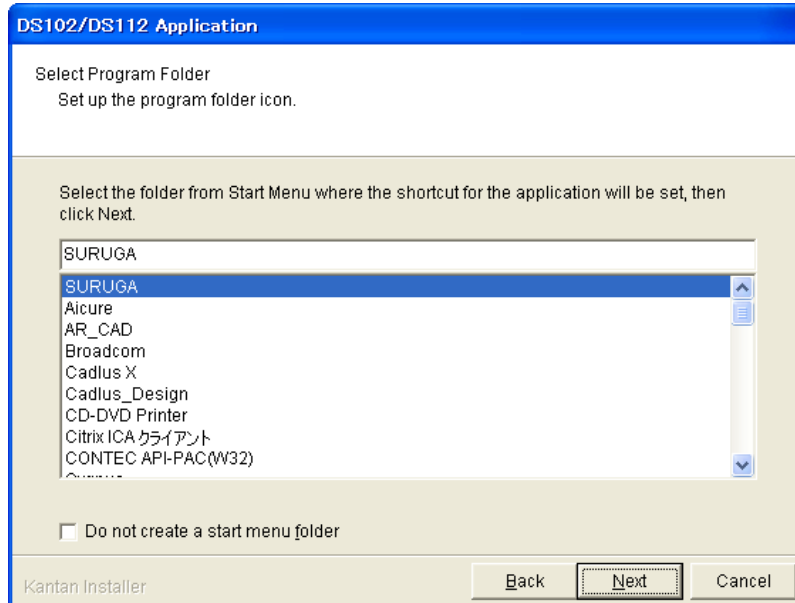 DS102/DS112 Application
Select Program Folder
Set up the program folder icon.
Select the folder from Start Menu where the shortcut for the application will be set, then
click Next.
SURUGA
SURUGA
Aicure
AR_CAD
Broadcom
Cadlus X
Cadlus_Design
CD-DVD Printer
Citrix ICA クライアント
CONTEC API-PAC(W32)
Do not create a start menu folder
Kantan Installer
Back
Next
Cancel